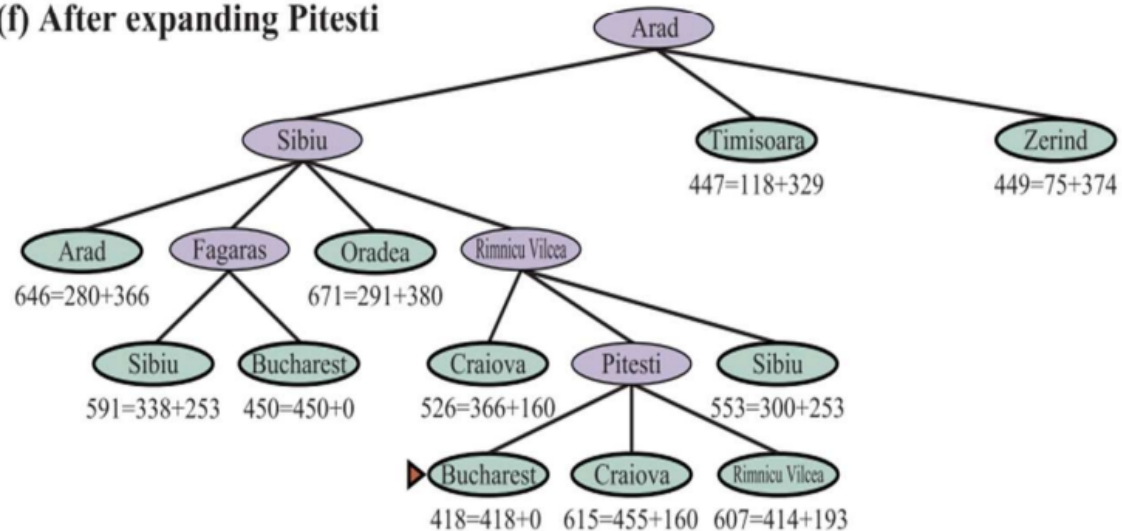 (f) After expanding Pitesti
Arad
Sibiu
Timisoara
Zerind
447=118+329
449=75+374
Arad
Fagaras
Oradea
Rimnicu Vilcea
646=280+366
671=291+380
Sibiu
Bucharest
Craiova
Pitesti
Sibiu
591=338+253
450=450+0
526=366+160
553=300+253
Bucharest
Craiova
Rimnicu Vilcea
418=418+0
615=455+160
607=414+193